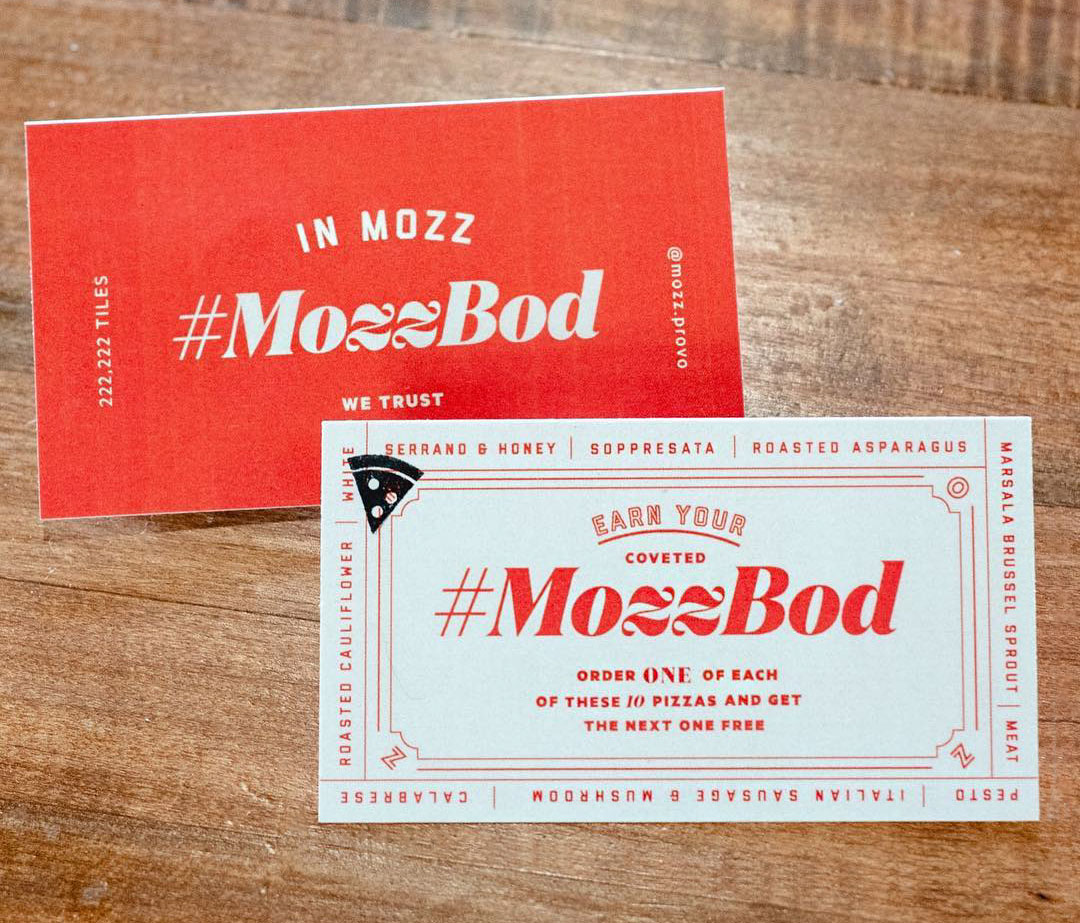 IN MOZZ
#MozzBod
WE TRUST
222,222 TILES
@mozz.provo
SERRANO & HONEY | SOPPRESATA | ROASTED ASPARAGUS
MARSALA BRUSSEL SPROUT | MEAT
PESTO | ITALIAN SAUSAGE & MUSHROOM | CALABRESE
ROASTED CAULIFLOWER | WHITE
O
Z
Z
EARN YOUR
COVETED
#MozzBod
ORDER ONE OF EACH
OF THESE 10 PIZZAS AND GET
THE NEXT ONE FREE